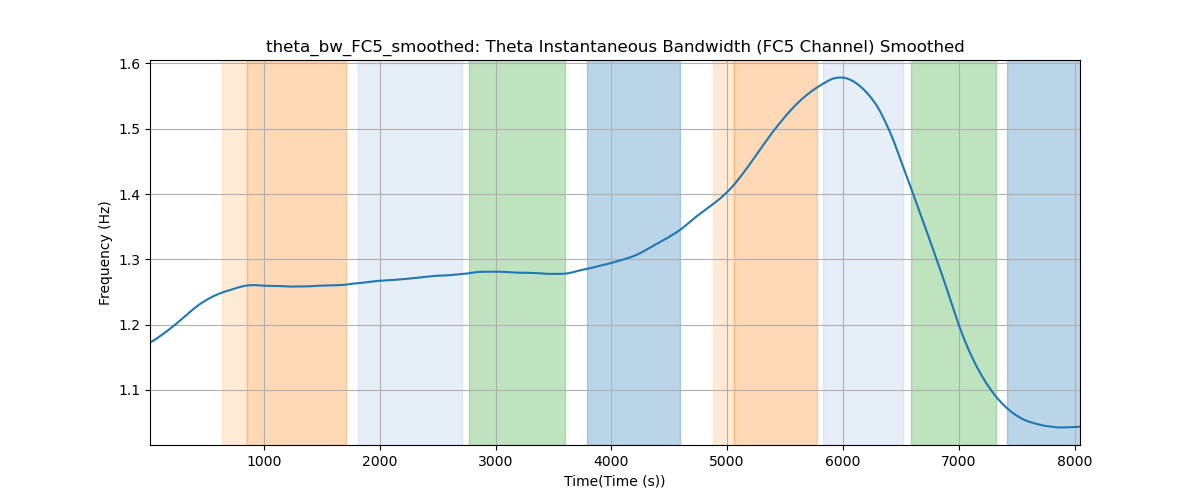 theta_bw_FC5_smoothed: Theta Instantaneous Bandwidth (FC5 Channel) Smoothed
1.6
1.5
1.4
1.3
1.2
1.1
Frequency (Hz)
1000 2000 3000 4000 5000 6000 7000 8000
Time(Time (s))